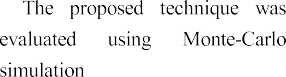 The proposed technique was
evaluated using Monte-Carlo
simulation